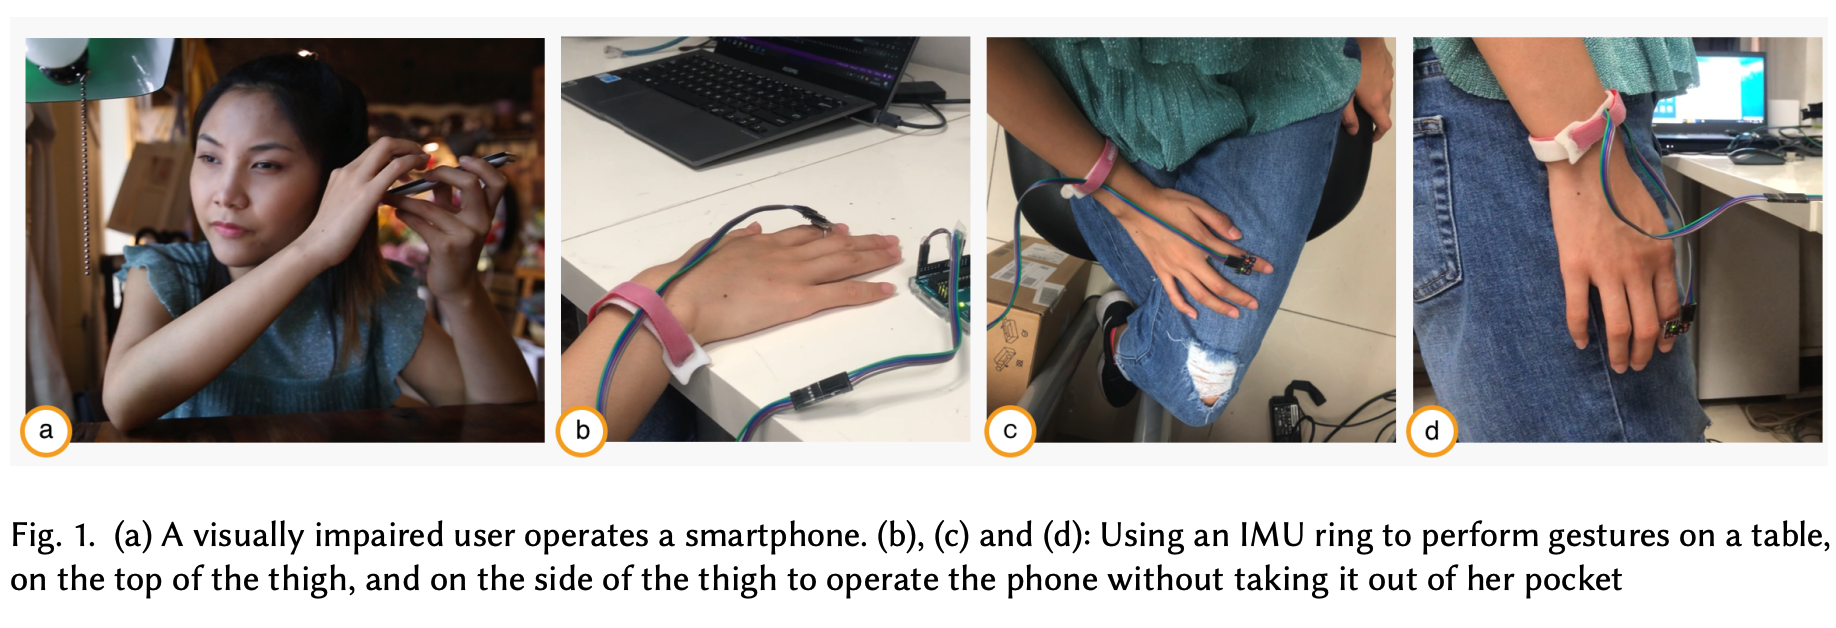 a
b
c
d
Fig. 1. (a) A visually impaired user operates a smartphone. (b), (c) and (d): Using an IMU ring to perform gestures on a table,
on the top of the thigh, and on the side of the thigh to operate the phone without taking it out of her pocket